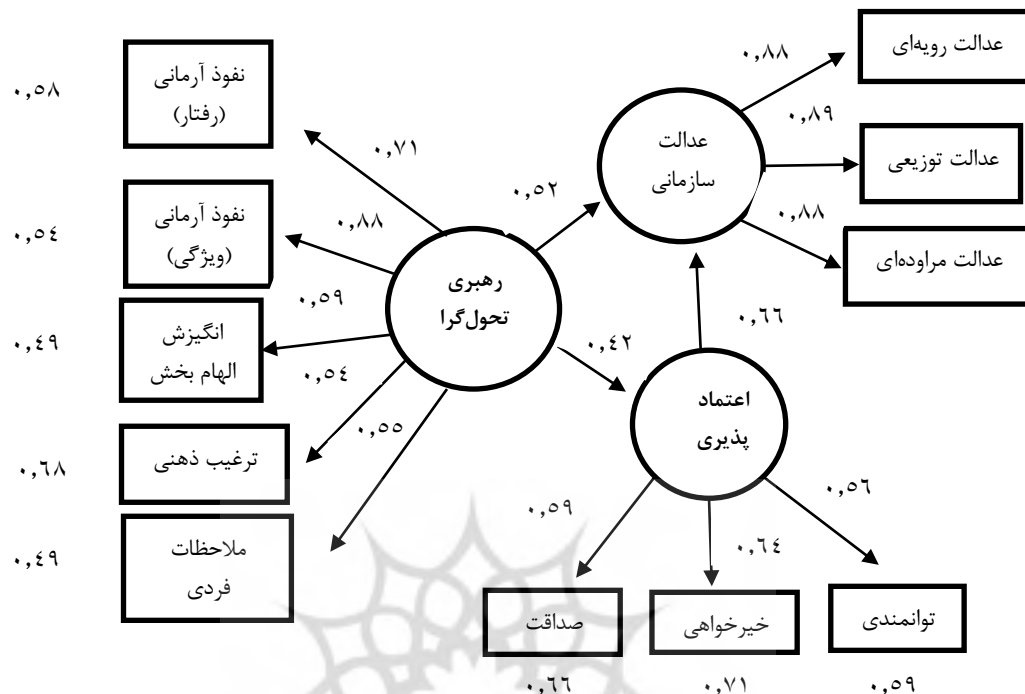 عدالت رویه‌ای
۰٫۸۸
نفوذ آرمانی
(رفتار)
۰٫۵۸
۰٫۸۹
عدالت توزیعی
عدالت
سازمانی
۰٫۷۱
۰٫۵۲
۰٫۸۸
نفوذ آرمانی
(ویژگی)
۰٫۵۴
۰٫۸۸
عدالت مراوده‌ای
رهبری
تحول‌گرا
۰٫۵۹
انگیزش
الهام بخش
۰٫۴۹
۰٫۶۶
۰٫۴۲
۰٫۵۴
اعتماد
پذیری
۰٫۵۵
ترغیب ذهنی
۰٫۶۸
۰٫۵۶
۰٫۵۹
۰٫۶۴
ملاحظات
فردی
۰٫۴۹
توانمندی
خیرخواهی
صداقت
۰٫۵۹
۰٫۷۱
۰٫۶۶